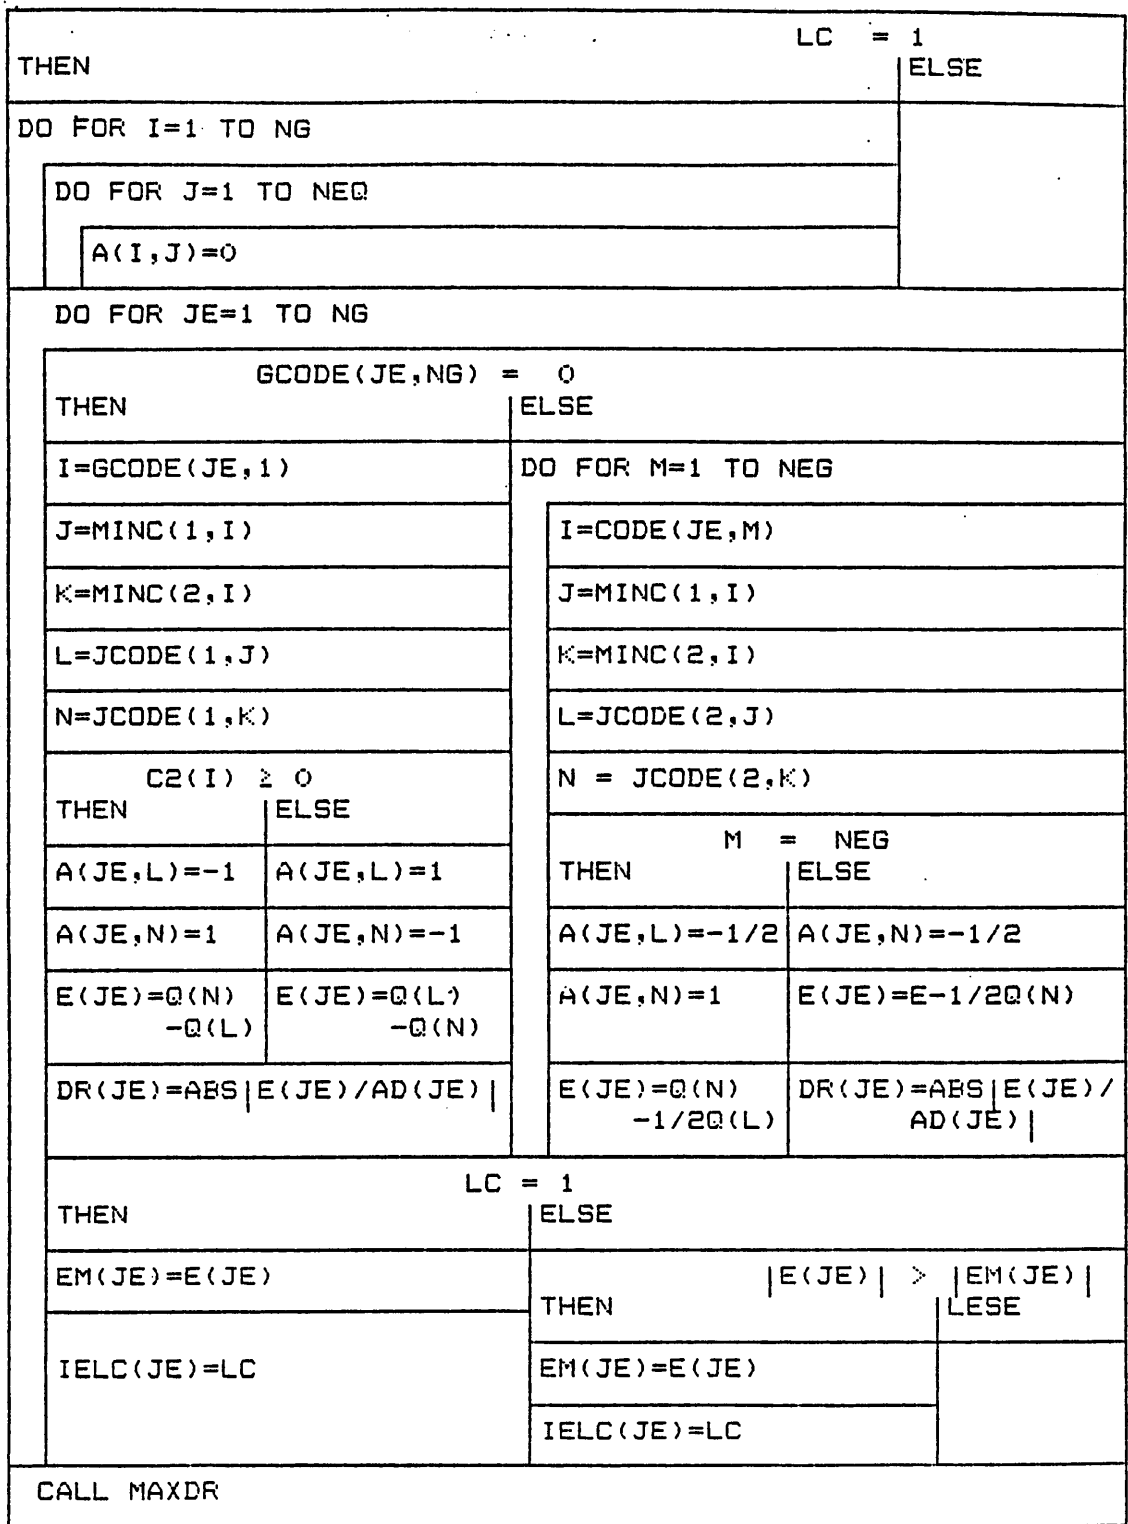 LC = 1
THEN ELSE
DO FOR I=1 TO NG
DO FOR J=1 TO NEQ
A(I,J)=0
DO FOR JE=1 TO NG
GCODE(JE,NG) = 0
THEN ELSE
I=GCODE(JE,1) DO FOR M=1 TO NEG
J=MINC(1,I) I=CODE(JE,M)
K=MINC(2,I) J=MINC(1,I)
L=JCODE(1,J) K=MINC(2,I)
N=JCODE(1,K) L=JCODE(2,J)
C2(I) ≥ 0 N = JCODE(2,K)
THEN ELSE
M = NEG
THEN ELSE
A(JE,L)=-1 A(JE,L)=1
A(JE,N)=1 A(JE,N)=-1 A(JE,L)=-1/2 A(JE,N)=-1/2
E(JE)=Q(N) E(JE)=Q(L) A(JE,N)=1 E(JE)=E-1/2Q(N)
-Q(L) -Q(N)
DR(JE)=ABS|E(JE)/AD(JE)| E(JE)=Q(N) DR(JE)=ABS|E(JE)/
-1/2Q(L) AD(JE)|
LC = 1
THEN ELSE
EM(JE)=E(JE) |E(JE)| > |EM(JE)|
THEN LESE
IELC(JE)=LC EM(JE)=E(JE)
IELC(JE)=LC
CALL MAXDR